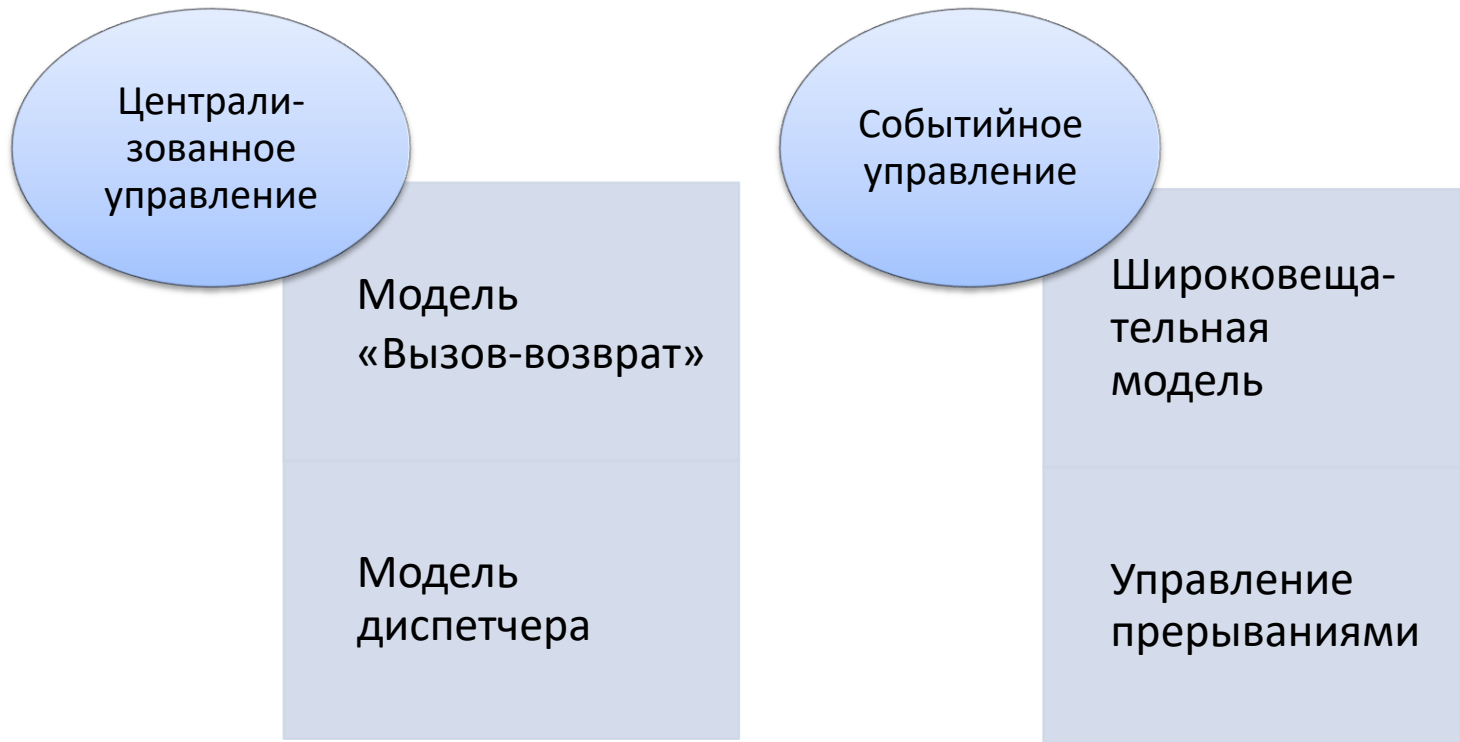 Централи-
зованное
управление
Модель
«Вызов-возврат»
Модель
диспетчера
Событийное
управление
Широковеща-
тельная
модель
Управление
прерываниями